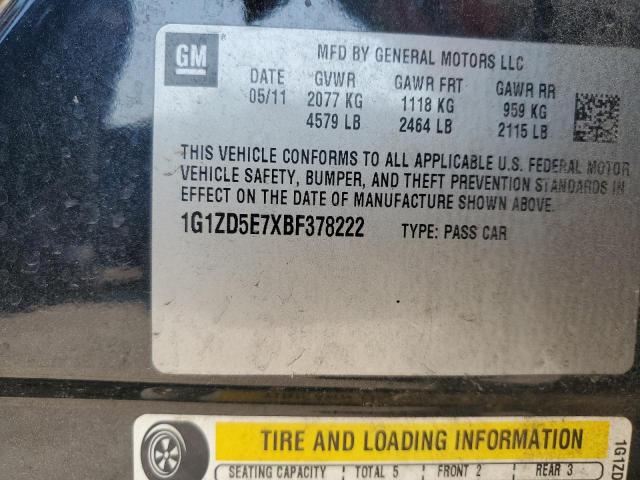 GM
MFD BY GENERAL MOTORS LLC
DATE GVWR GAWR FRT GAWR RR
05/11 2077 KG 1118 KG 959 KG
4579 LB 2464 LB 2115 LB
THIS VEHICLE CONFORMS TO ALL APPLICABLE U.S. FEDERAL MOTOR
VEHICLE SAFETY, BUMPER, AND THEFT PREVENTION STANDARDS IN
EFFECT ON THE DATE OF MANUFACTURE SHOWN ABOVE.
1G1ZD5E7XBF378222 TYPE: PASS CAR
TIRE AND LOADING INFORMATION
SEATING CAPACITY TOTAL 5 FRONT 2 REAR 3
1G1ZD